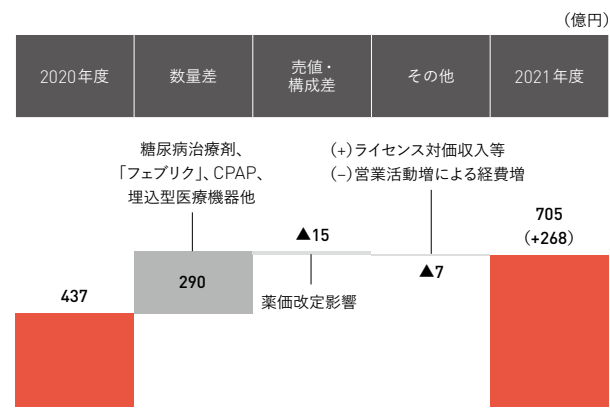 （億円）
2020年度
数量差
売値・
構成差
その他
2021年度
糖尿病治療剤、
「フェブリク」、CPAP、
埋込型医療機器他
(+)ライセンス対価収入等
(−)営業活動増による経費増
705
(+268)
▲15
▲7
290
薬価改定影響
437